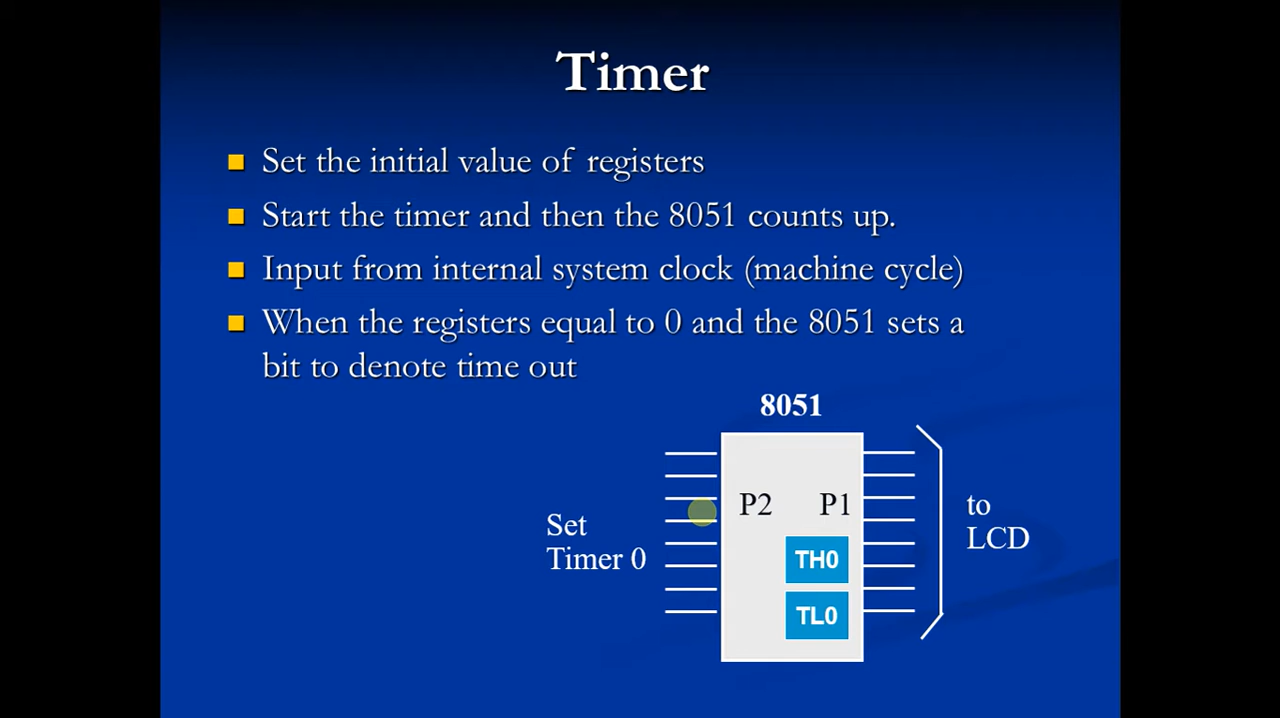 Timer
Set the initial value of registers
Start the timer and then the 8051 counts up.
Input from internal system clock (machine cycle)
When the registers equal to 0 and the 8051 sets a
bit to denote time out
8051
P2
P1
to
LCD
Set
Timer 0
TH0
TL0